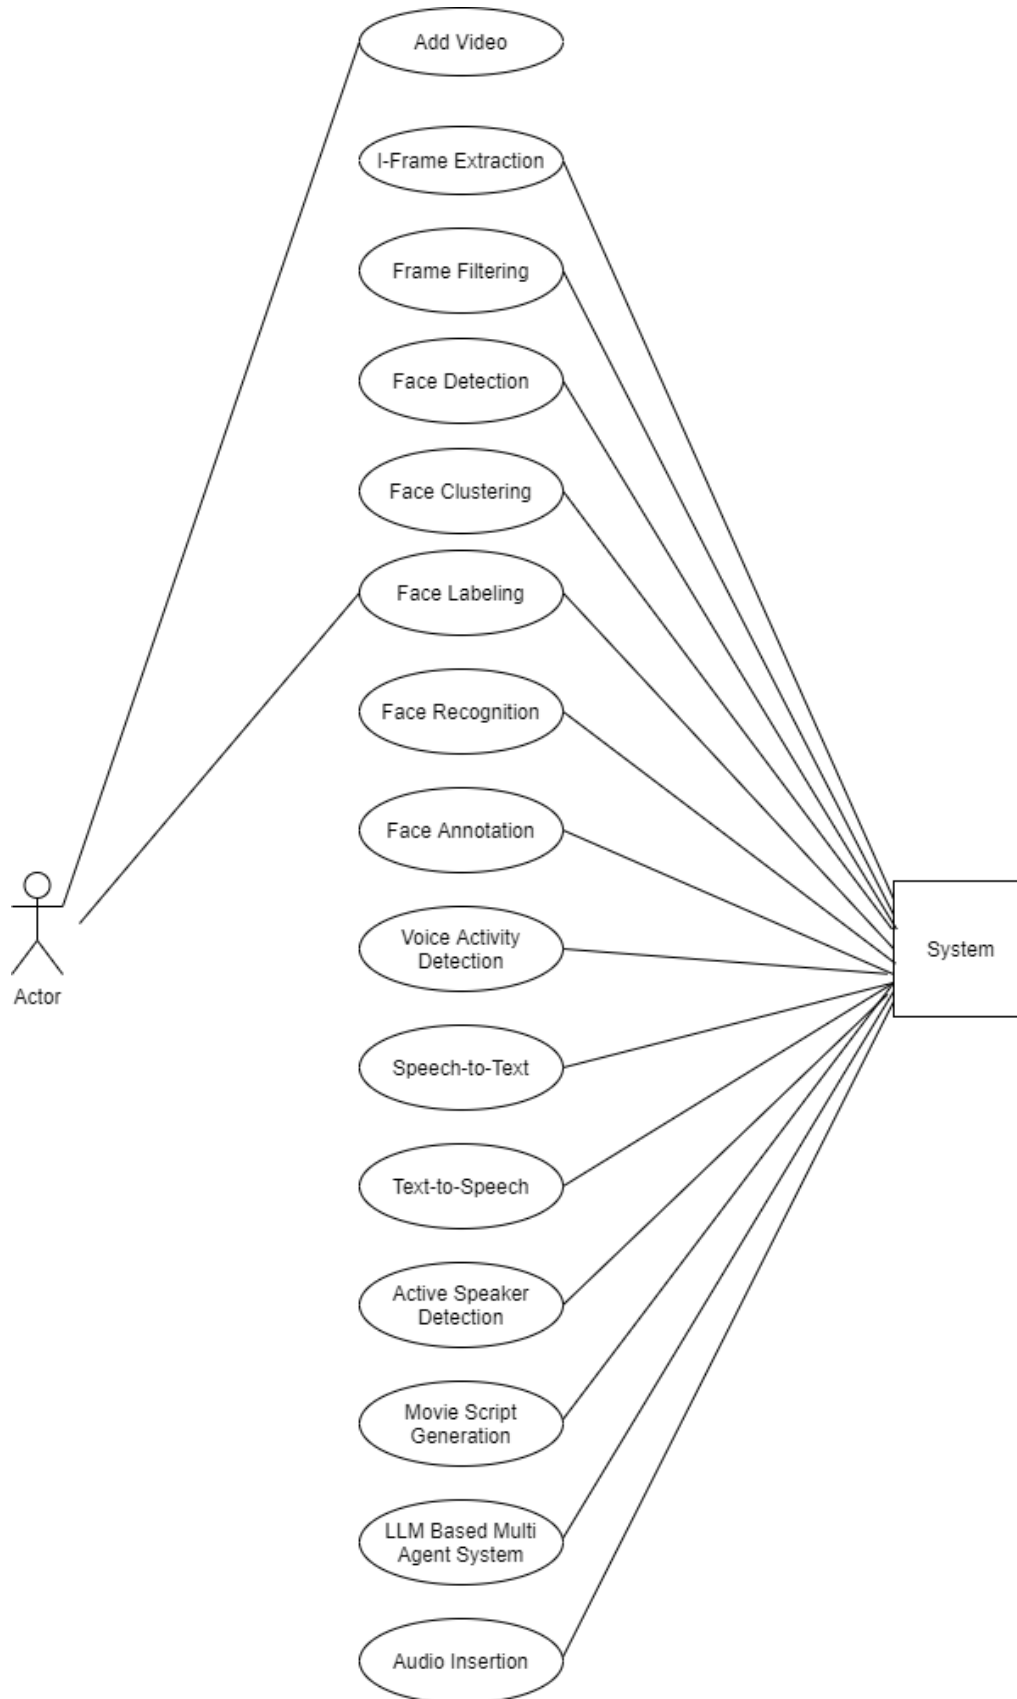 Add Video
I-Frame Extraction
Frame Filtering
Face Detection
Face Clustering
Face Labeling
Face Recognition
Face Annotation
Voice Activity
Detection
System
Actor
Speech-to-Text
Text-to-Speech
Active Speaker
Detection
Movie Script
Generation
LLM Based Multi
Agent System
Audio Insertion